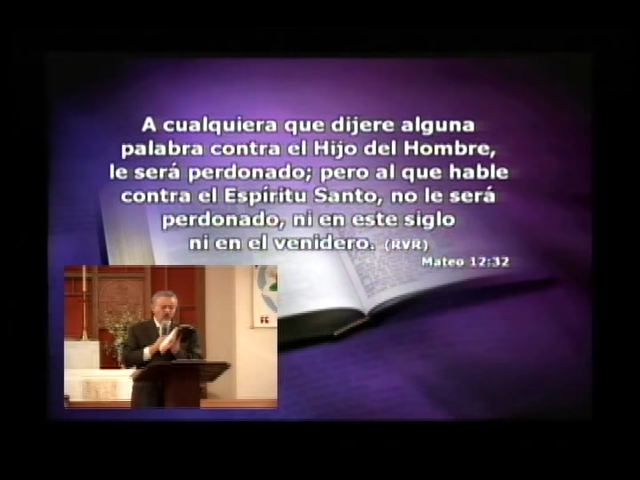 A cualquiera que dijere alguna
palabra contra el Hijo del Hombre,
le será perdonado; pero al que hable
contra el Espíritu Santo, no le será
perdonado, ni en este siglo
ni en el venidero. (RVR)
Mateo 12:32